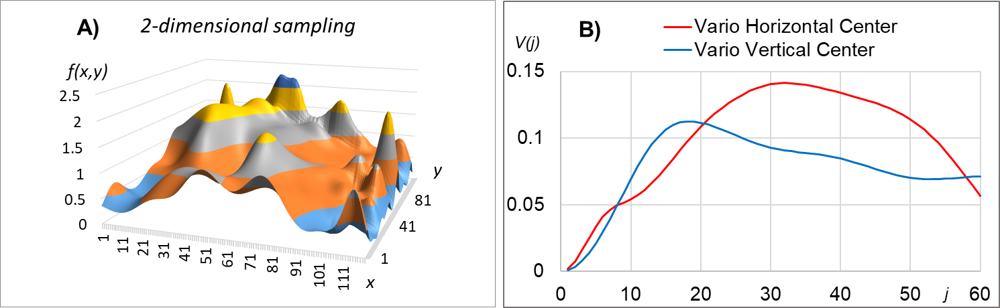 A) 2-dimensional sampling
f(x,y)
2.5
2
1.5
1
0.5
0
1 11 21 31 41 51 61 71 81 91 101 111 x
1
41
81
y
B)
Vario Horizontal Center
Vario Vertical Center
V(j)
0.15
0.1
0.05
0
0 10 20 30 40 50 j 60